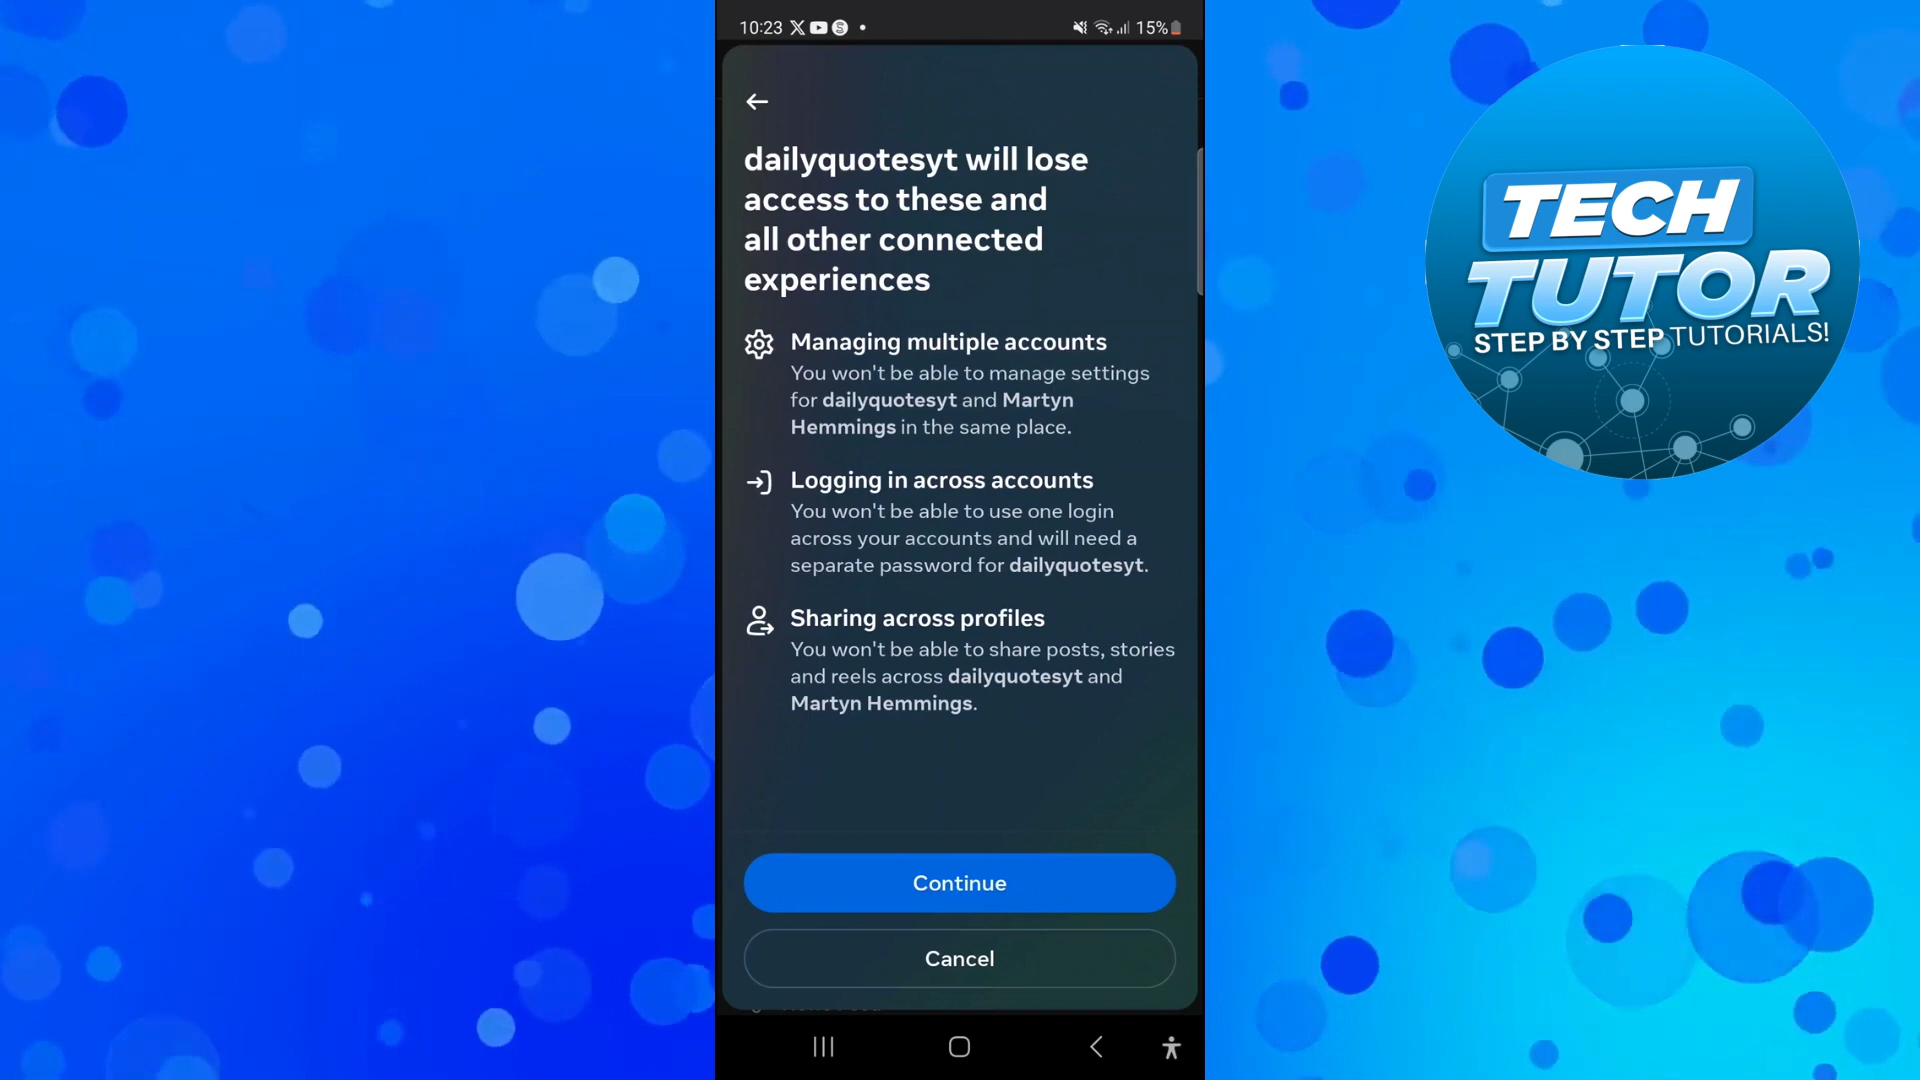 10:23
15%
dailyquotesyt will lose
access to these and
all other connected
experiences
Managing multiple accounts
You won't be able to manage settings
for dailyquotesyt and Martyn
Hemmings in the same place.
Logging in across accounts
You won't be able to use one login
across your accounts and will need a
separate password for dailyquotesyt.
Sharing across profiles
You won't be able to share posts, stories
and reels across dailyquotesyt and
Martyn Hemmings.
Continue
Cancel
TECH
TUTOR
STEP BY STEP TUTORIALS!